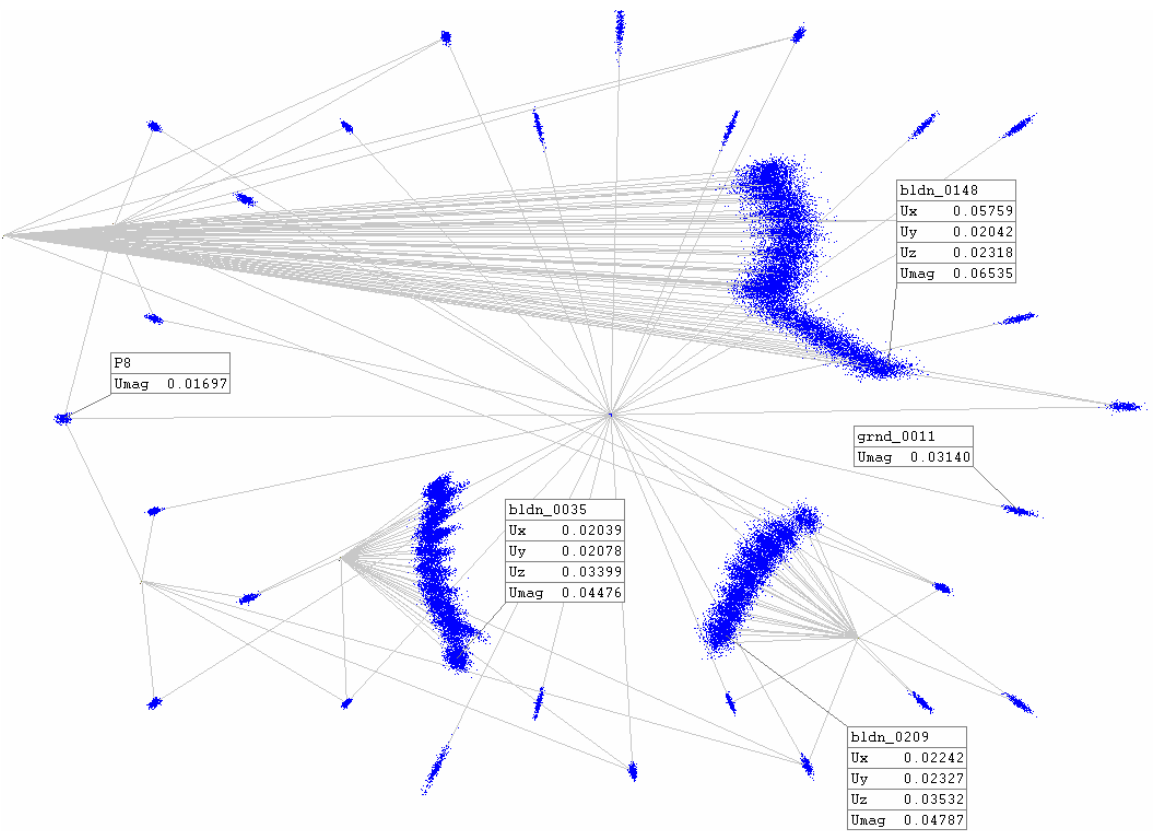 bldn_0148
Ux 0.05759
Uy 0.02042
Uz 0.02318
Umag 0.06535
P8
Umag 0.01697
grnd_0011
Umag 0.03140
bldn_0035
Ux 0.02039
Uy 0.02078
Uz 0.03399
Umag 0.04476
bldn_0209
Ux 0.02242
Uy 0.02327
Uz 0.03532
Umag 0.04787